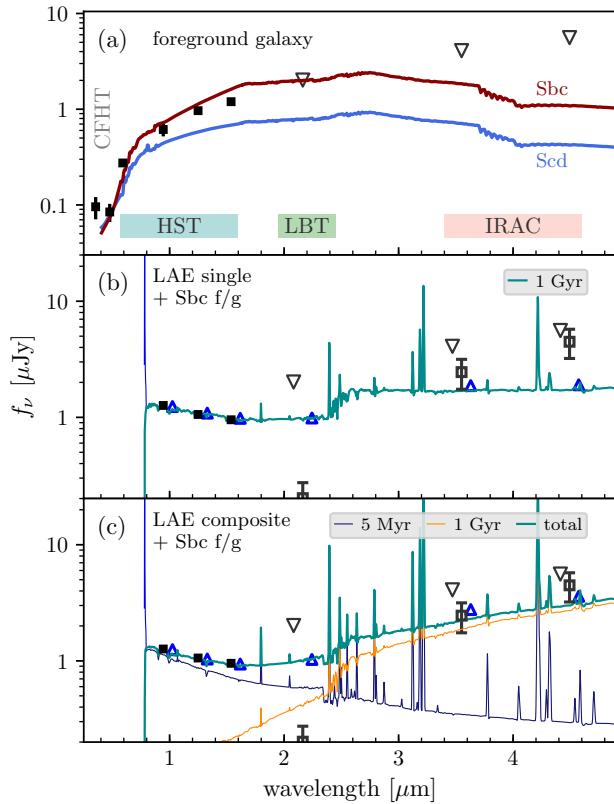 (a) foreground galaxy
CFHT
Sbc
Scd
HST LBT IRAC
10
1
0.1
(b) LAE single
+ Sbc f/g
1 Gyr
10
1
f_ν [μJy]
(c) LAE composite
+ Sbc f/g
5 Myr 1 Gyr total
10
1
1 2 3 4
wavelength [μm]